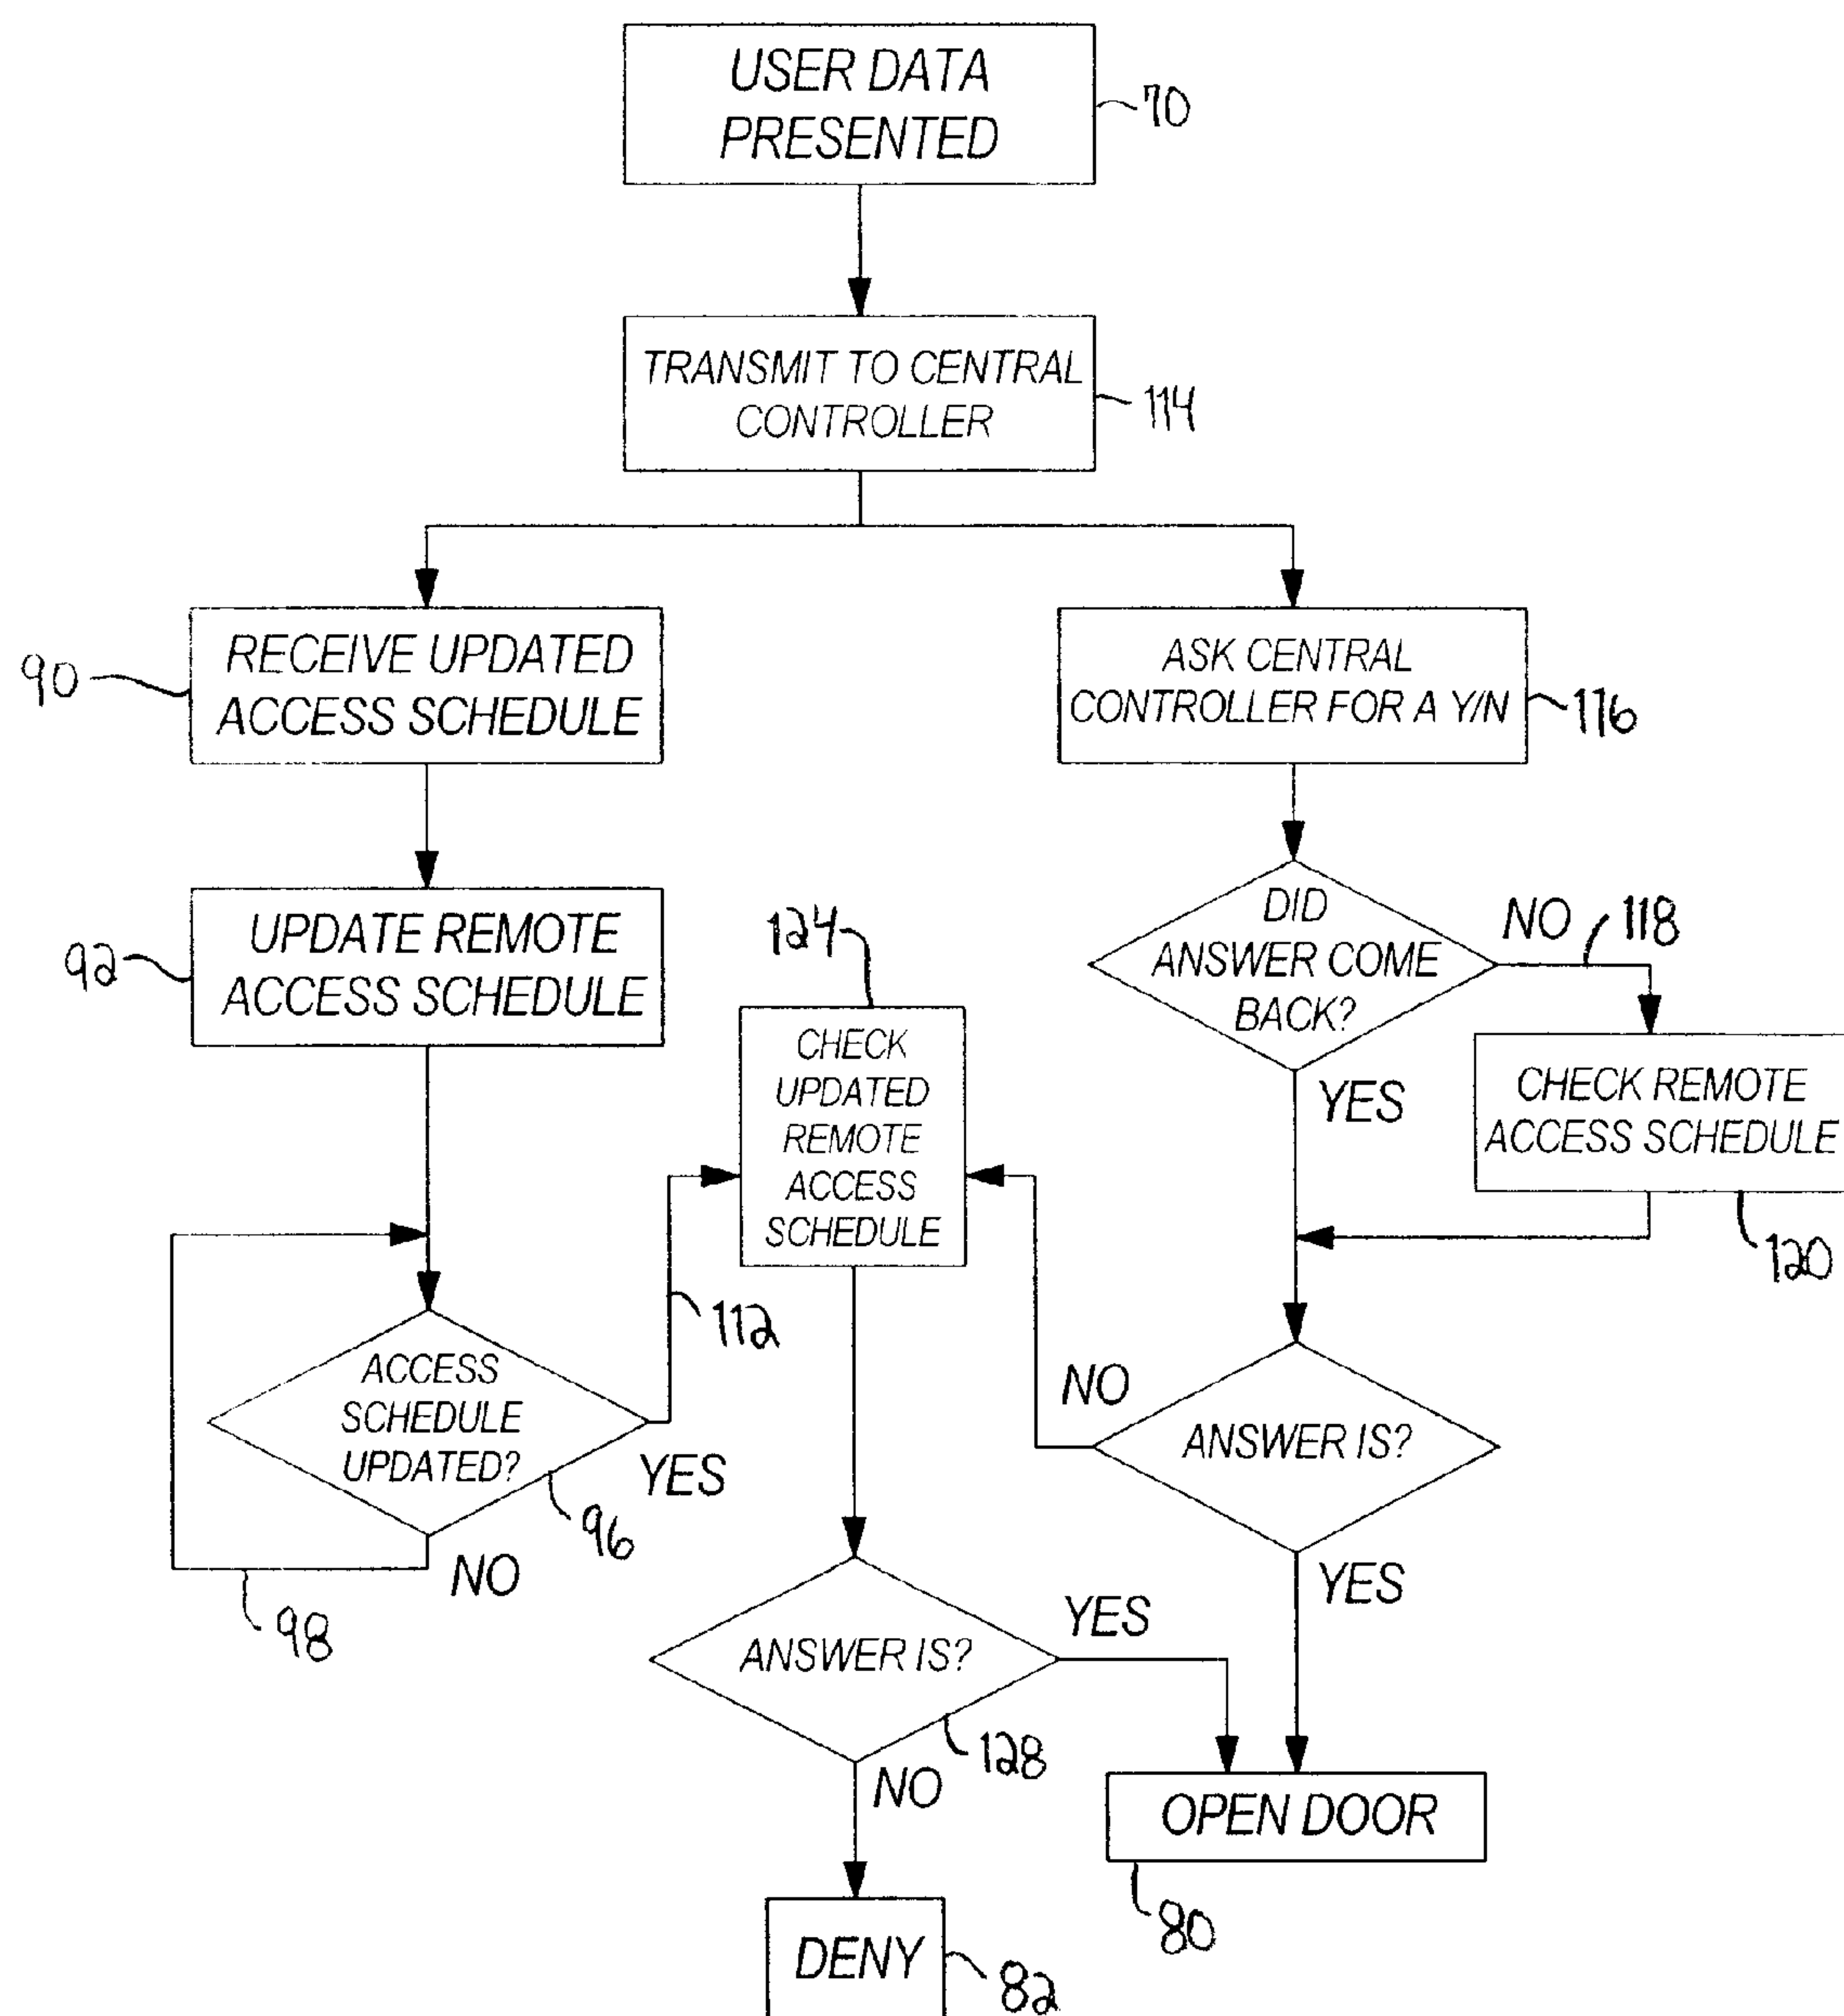 USER DATA
PRESENTED
70
TRANSMIT TO CENTRAL
CONTROLLER
114
RECEIVE UPDATED
ACCESS SCHEDULE
90
ASK CENTRAL
CONTROLLER FOR A Y/N
116
UPDATE REMOTE
ACCESS SCHEDULE
92
DID
ANSWER COME
BACK?
NO
118
YES
124
CHECK
UPDATED
REMOTE
ACCESS
SCHEDULE
CHECK REMOTE
ACCESS SCHEDULE
120
ACCESS
SCHEDULE
UPDATED?
96
YES
112
NO
98
ANSWER IS?
NO
YES
ANSWER IS?
128
YES
NO
OPEN DOOR
80
DENY
82